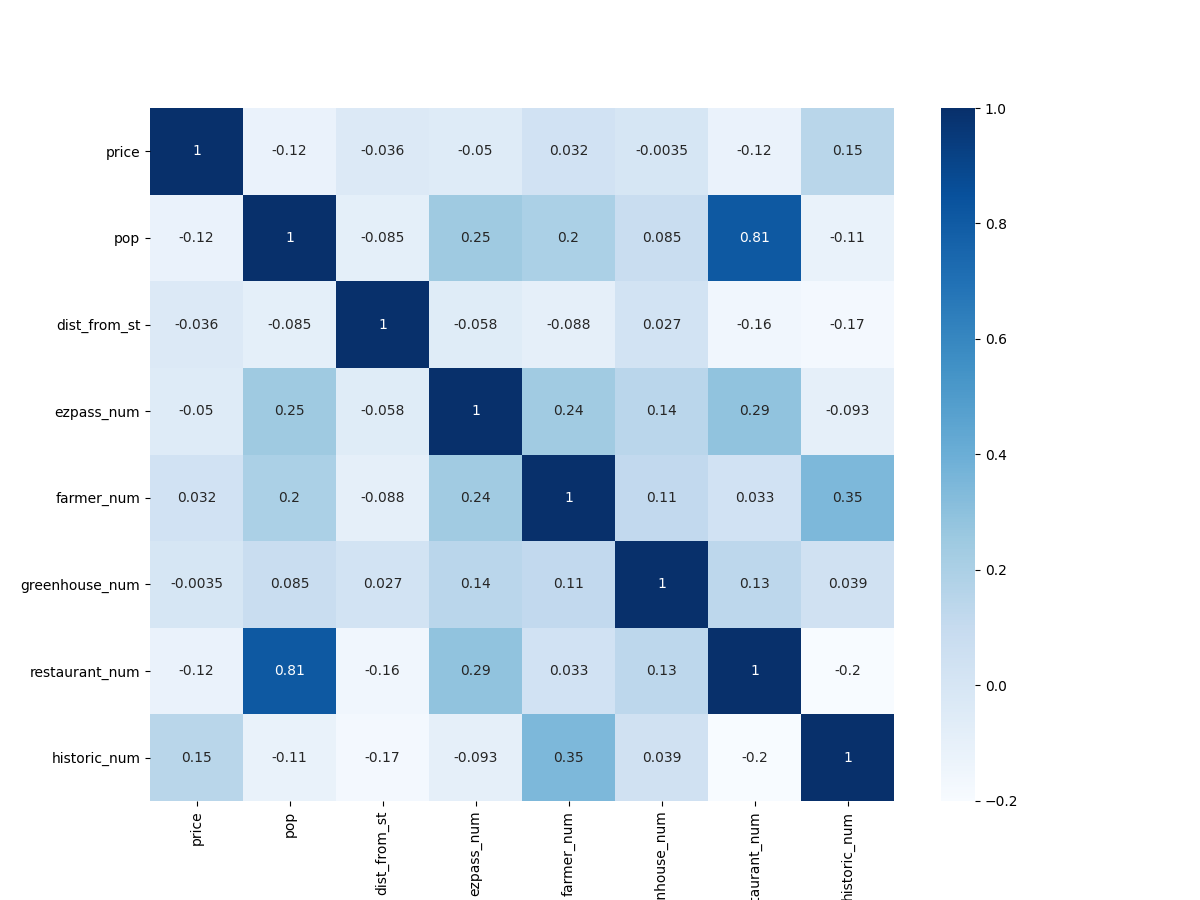 price 1 -0.12 -0.036 -0.05 0.032 -0.0035 -0.12 0.15
pop -0.12 1 -0.085 0.25 0.2 0.085 0.81 -0.11
dist_from_st -0.036 -0.085 1 -0.058 -0.088 0.027 -0.16 -0.17
ezpass_num -0.05 0.25 -0.058 1 0.24 0.14 0.29 -0.093
farmer_num 0.032 0.2 -0.088 0.24 1 0.11 0.033 0.35
greenhouse_num -0.0035 0.085 0.027 0.14 0.11 1 0.13 0.039
restaurant_num -0.12 0.81 -0.16 0.29 0.033 0.13 1 -0.2
historic_num 0.15 -0.11 -0.17 -0.093 0.35 0.039 -0.2 1
price
pop
dist_from_st
ezpass_num
farmer_num
nhouse_num
taurant_num
historic_num
1.0
0.8
0.6
0.4
0.2
0.0
−0.2